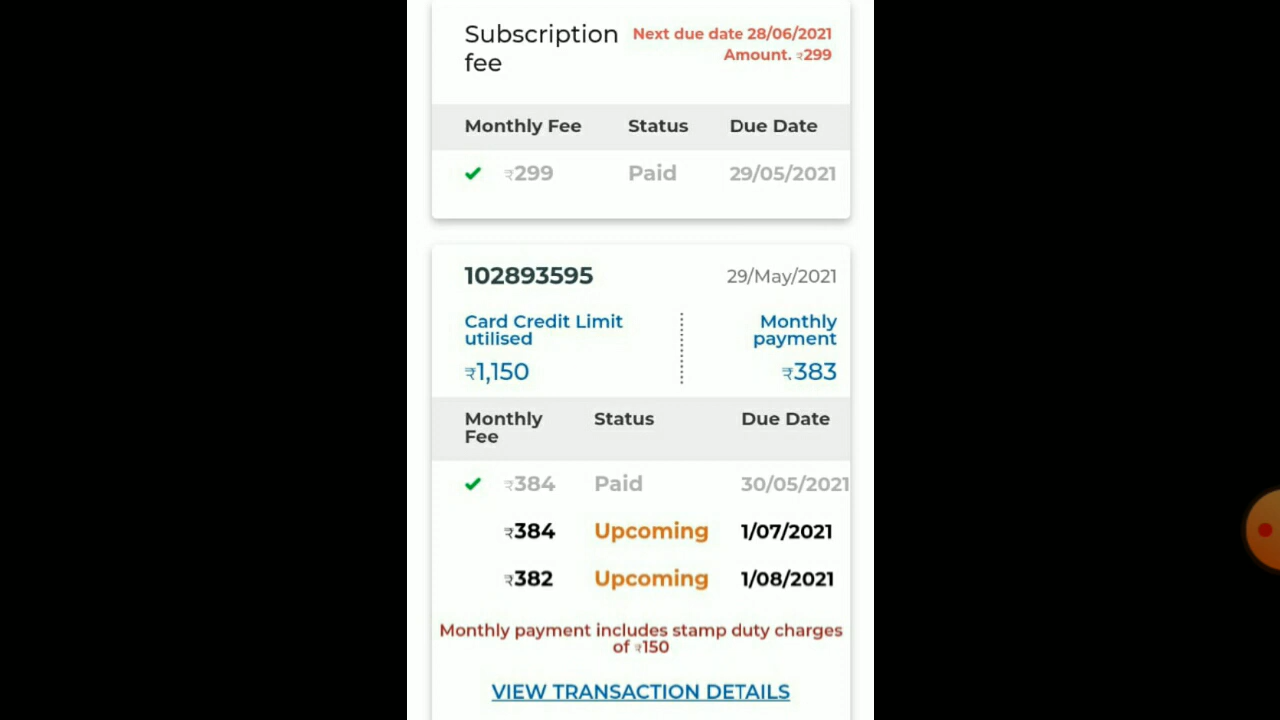 Subscription fee
Next due date 28/06/2021
Amount. ₹299
Monthly Fee Status Due Date
₹299 Paid 29/05/2021
102893595 29/May/2021
Card Credit Limit utilised
₹1,150
Monthly payment
₹383
Monthly Fee Status Due Date
₹384 Paid 30/05/2021
₹384 Upcoming 1/07/2021
₹382 Upcoming 1/08/2021
Monthly payment includes stamp duty charges
of ₹150
VIEW TRANSACTION DETAILS